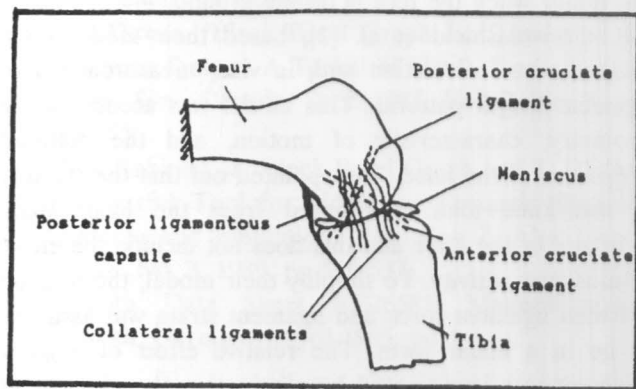 Femur
Posterior cruciate
ligament
Meniscus
Posterior ligamentous
capsule
Anterior cruciate
ligament
Collateral ligaments
Tibia